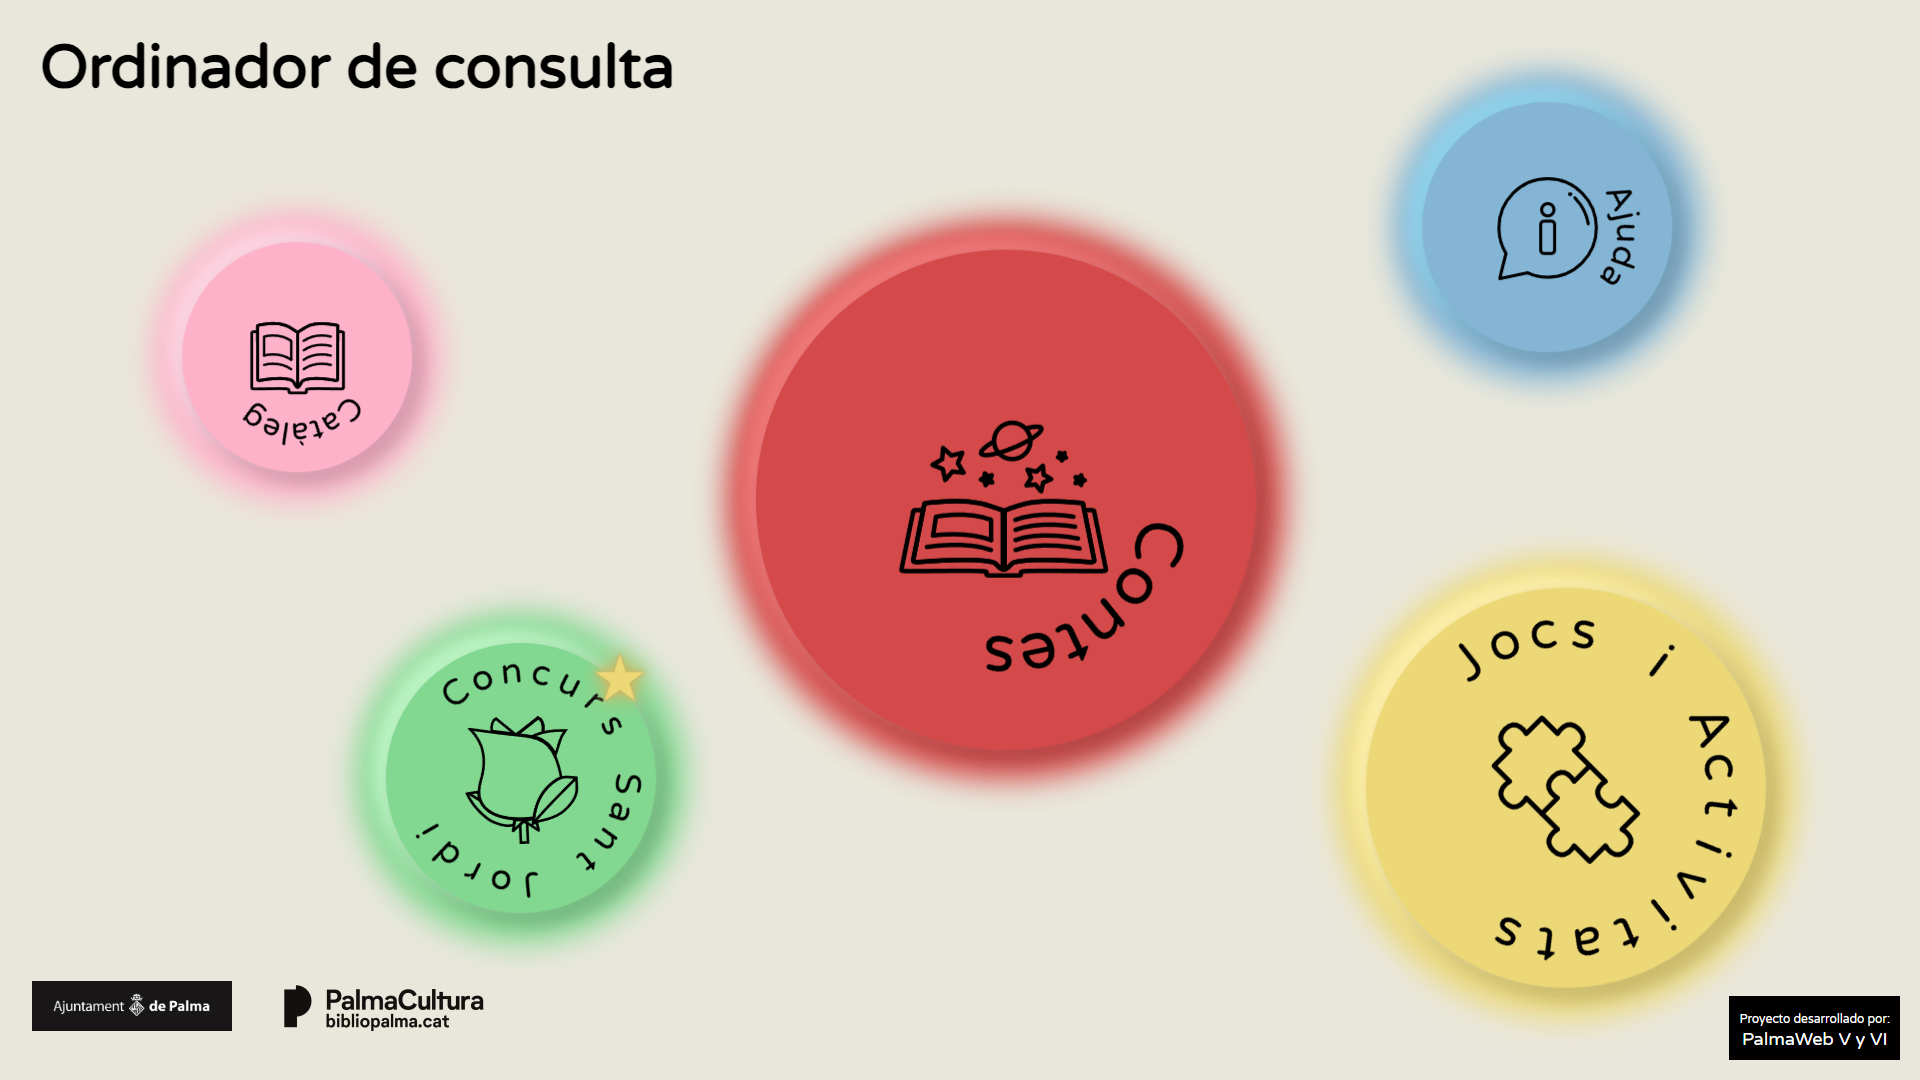 Ordinador de consulta
Ajuda
Catàleg
Contes
Jocs i Activitats
Concurs Sant Jordi
Ajuntament de Palma
PalmaCultura
bibliopalma.cat
Proyecto desarrollado por:
PalmaWeb V y VI